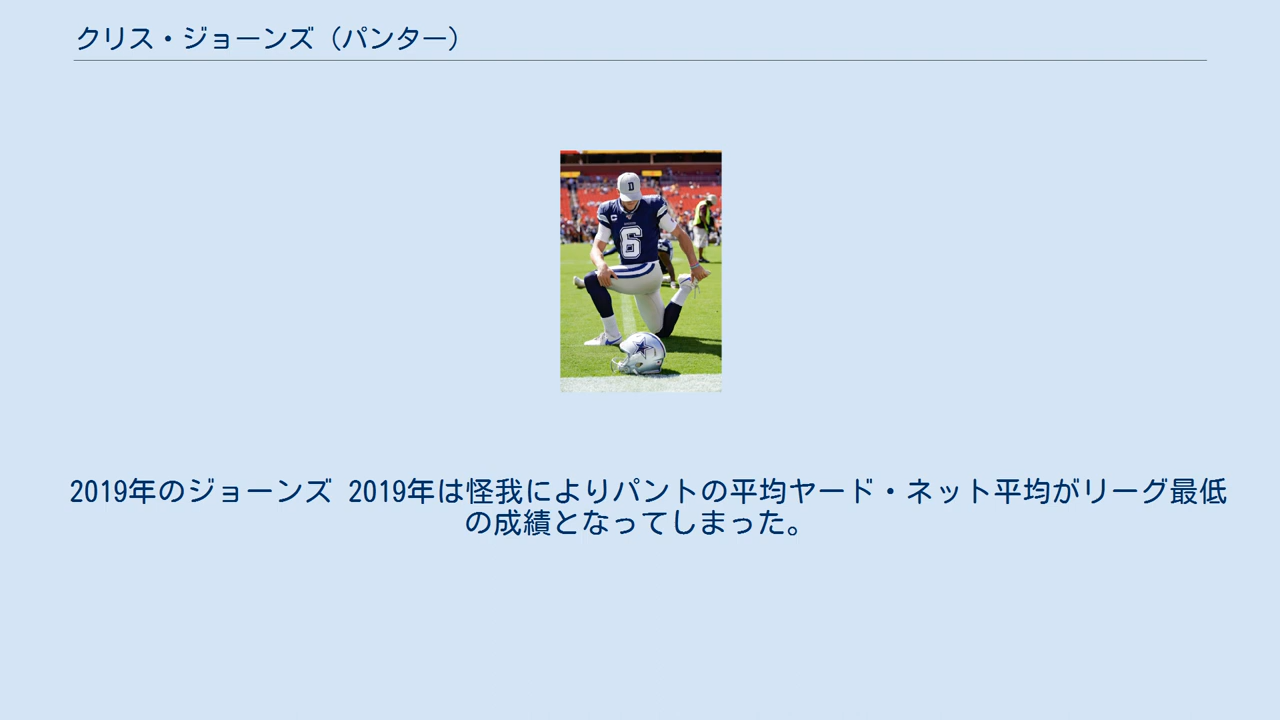 クリス・ジョーンズ（パンター）
D
C
6
2019年のジョーンズ 2019年は怪我によりパントの平均ヤード・ネット平均がリーグ最低
の成績となってしまった。